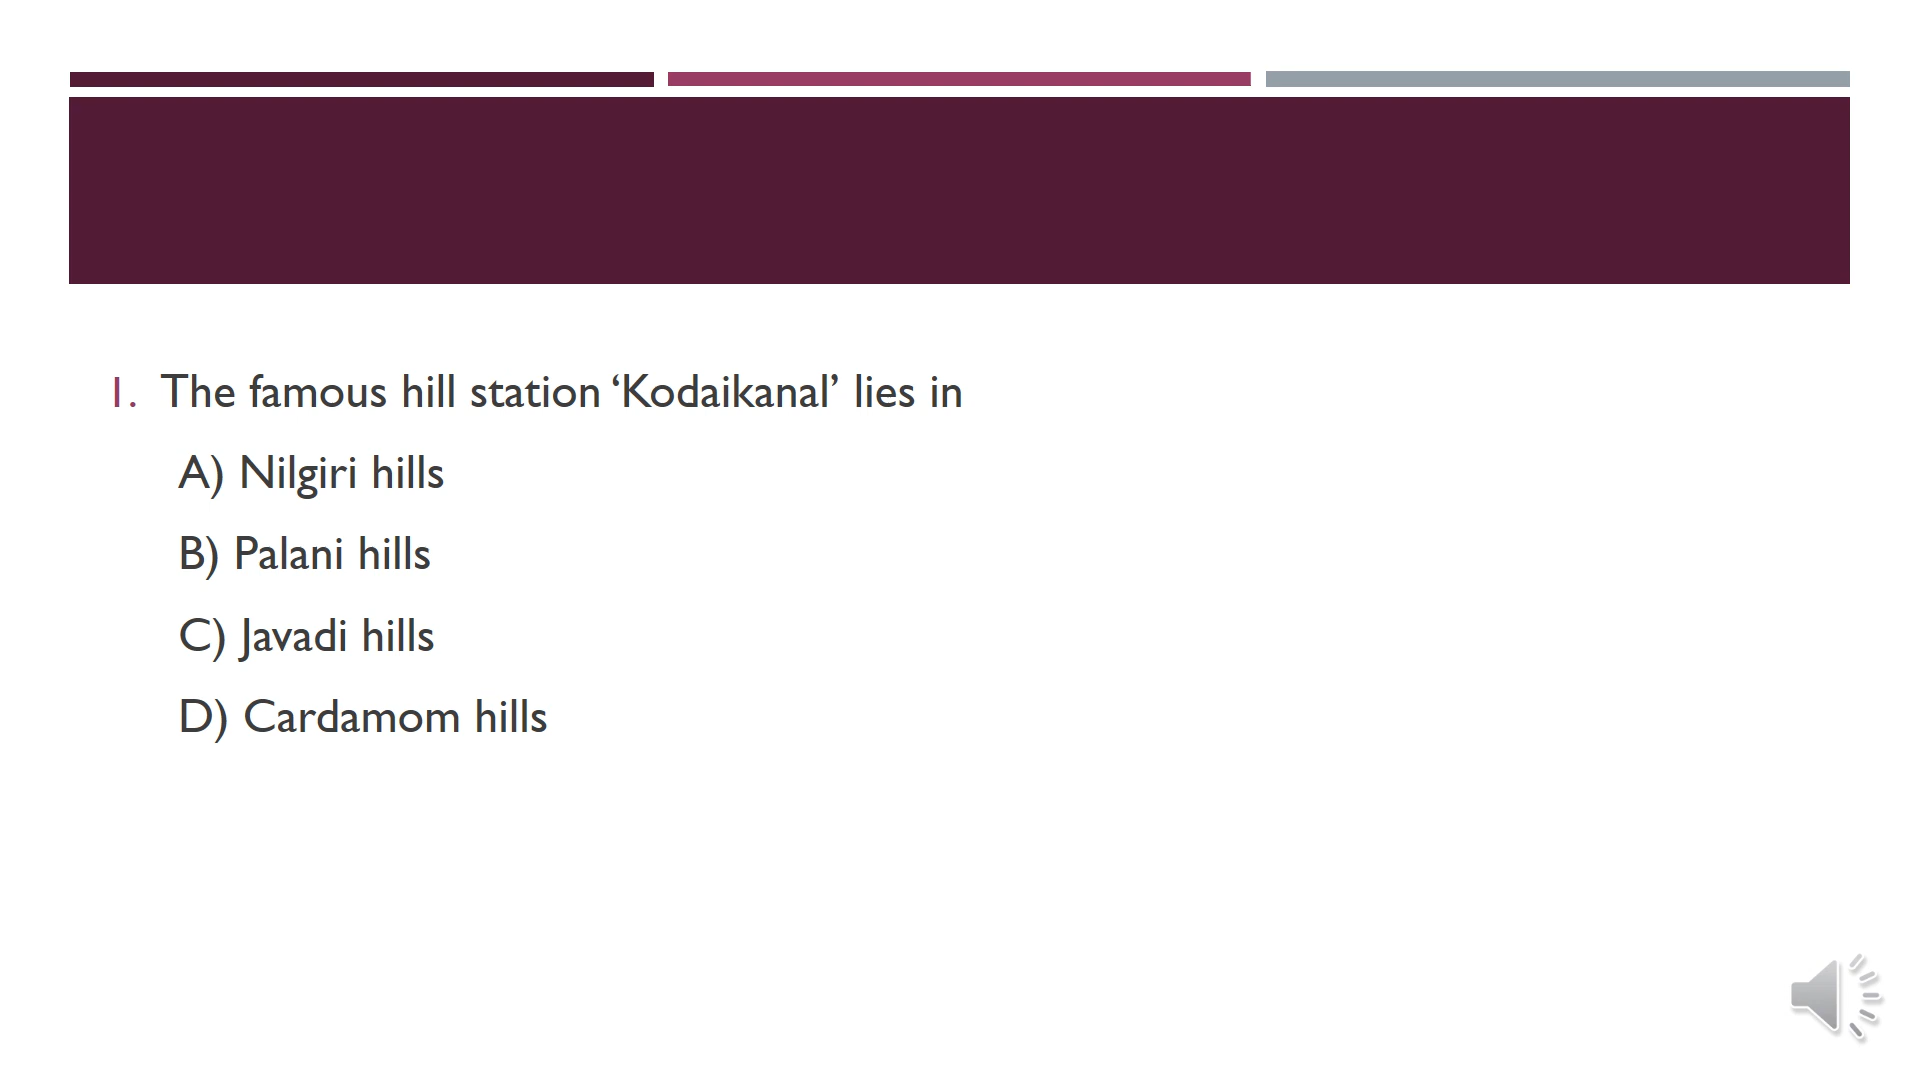 1. The famous hill station ‘Kodaikanal’ lies in
A) Nilgiri hills
B) Palani hills
C) Javadi hills
D) Cardamom hills